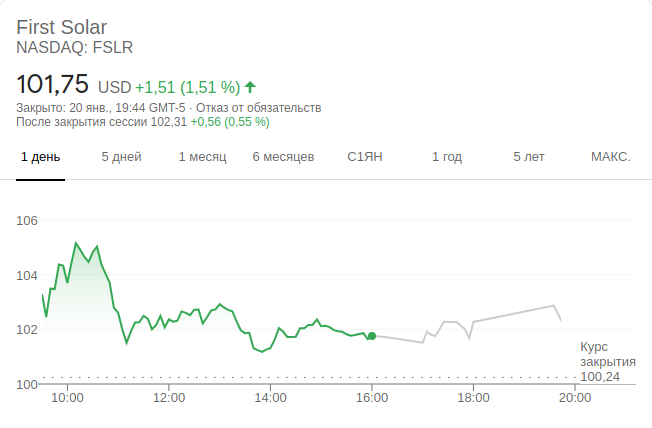 First Solar
NASDAQ: FSLR
101,75 USD +1,51 (1,51 %)
Закрыто: 20 янв., 19:44 GMT-5 · Отказ от обязательств
После закрытия сессии 102,31 +0,56 (0,55 %)
1 день 5 дней 1 месяц 6 месяцев С1ЯН 1 год 5 лет МАКС.
106
104
102
100
Курс
закрытия
100,24
10:00 12:00 14:00 16:00 18:00 20:00